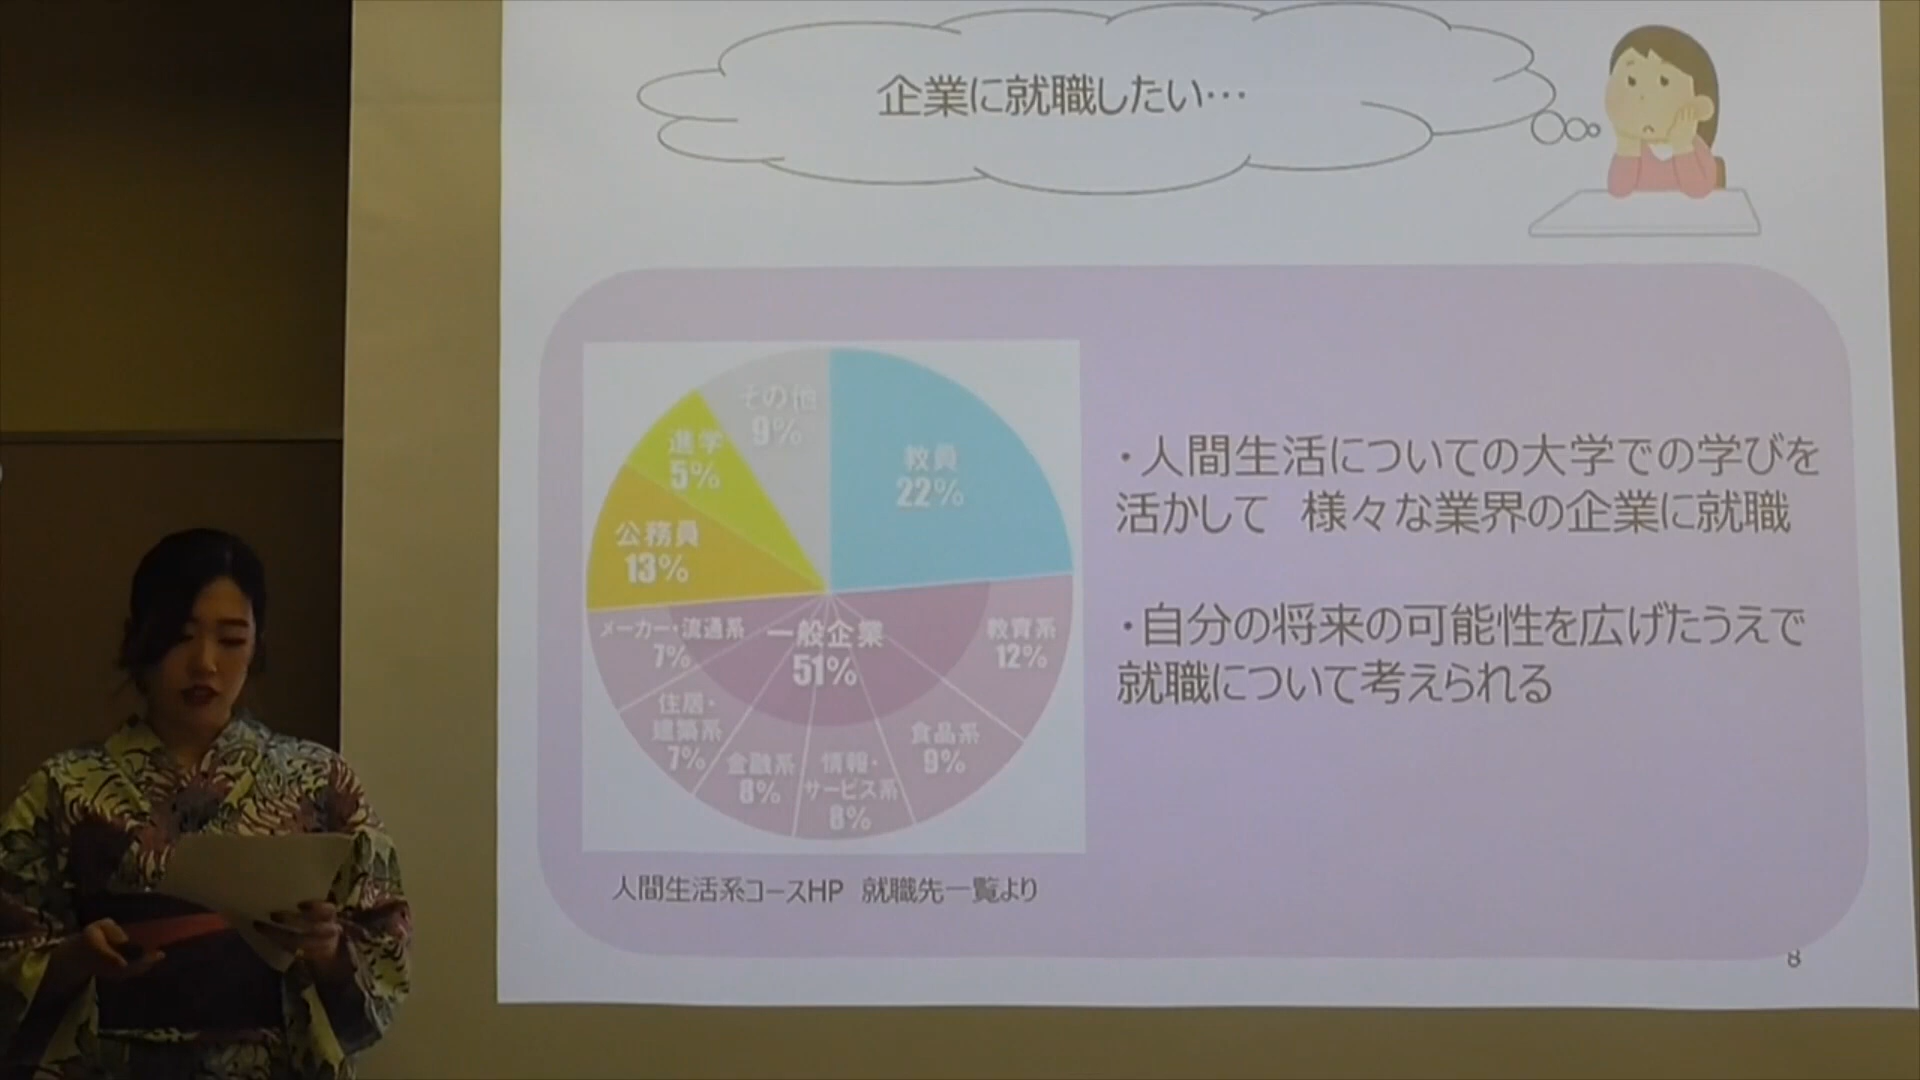 企業に就職したい…
その他
9%
進学
5%
教員
22%
公務員
13%
メーカー・流通系
7%
一般企業
51%
教育系
12%
住居・
建築系
7%
金融系
8%
情報・
サービス系
8%
食品系
9%
・人間生活についての大学での学びを
活かして 様々な業界の企業に就職
・自分の将来の可能性を広げたうえで
就職について考えられる
人間生活系コースHP 就職先一覧より
8